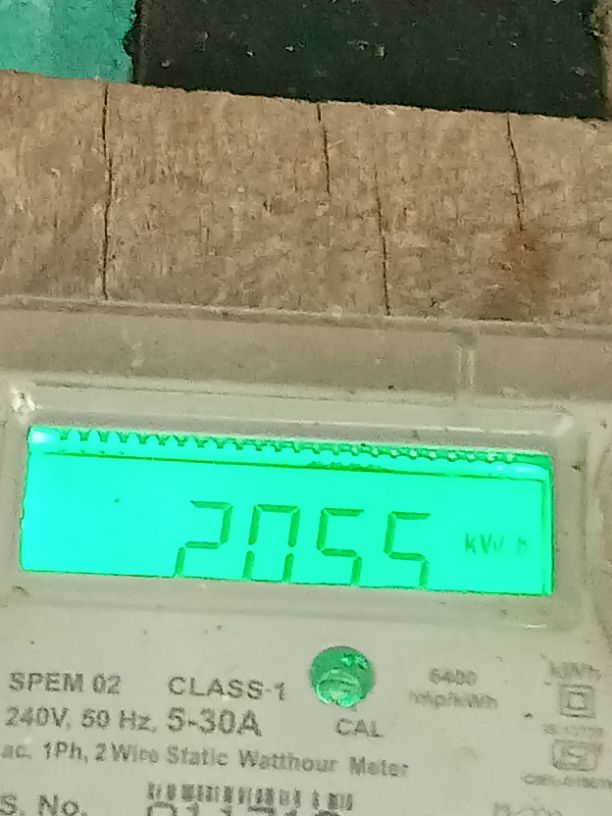 2055 kWh
SPEM 02 CLASS-1
6400
imp/kWh
240V, 50 Hz, 5-30A
CAL
ac, 1Ph, 2 Wire Static Watthour Meter
S. No.